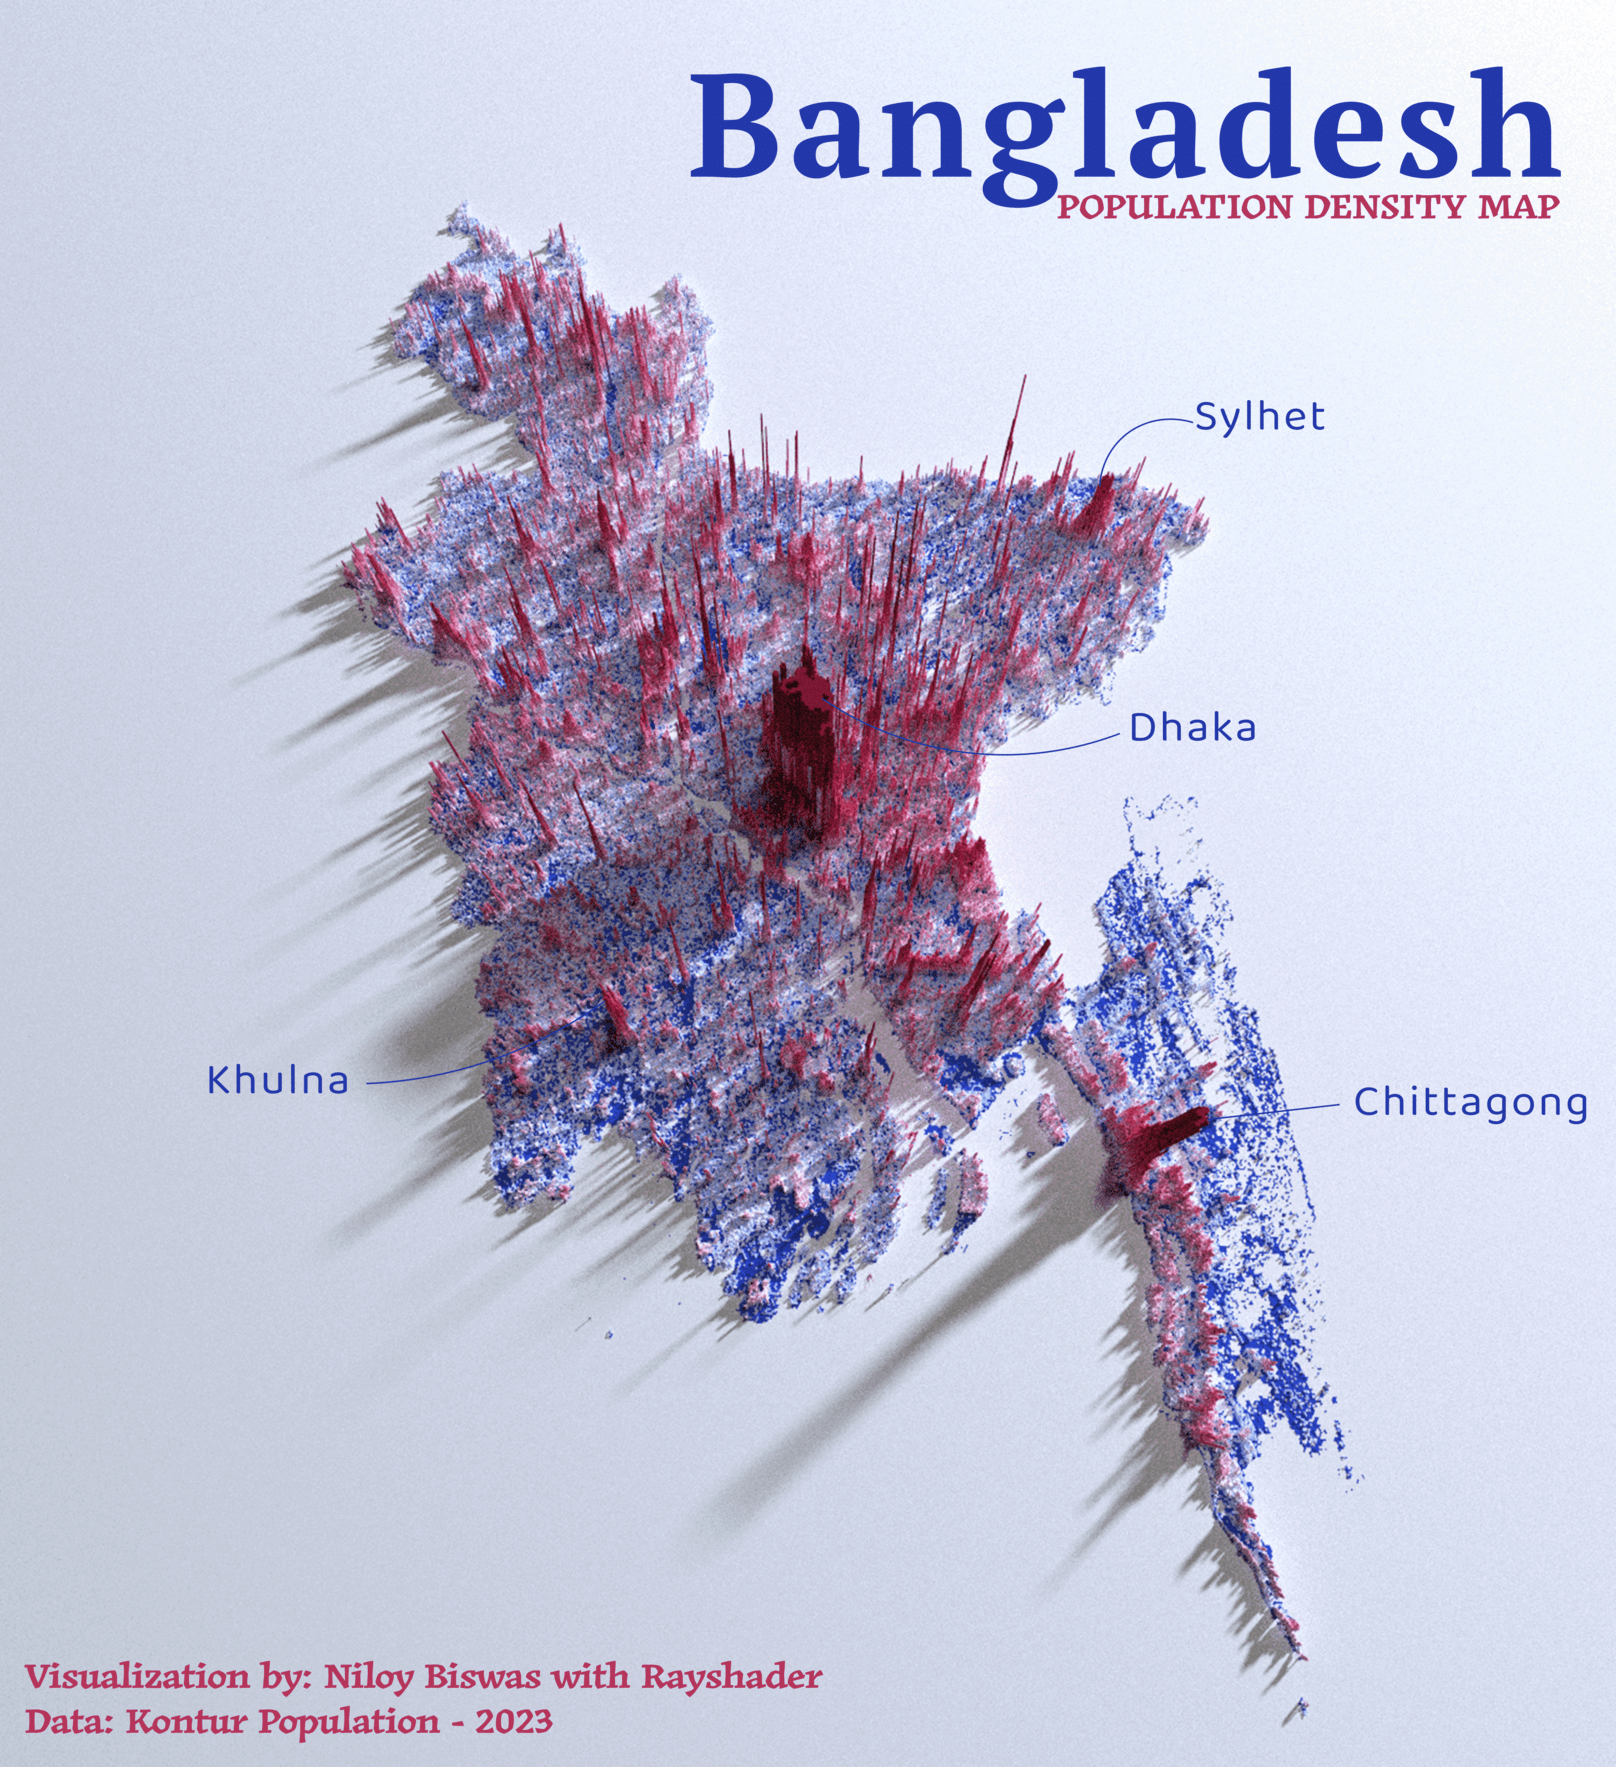 Bangladesh
POPULATION DENSITY MAP
Sylhet
Dhaka
Khulna
Chittagong
Visualization by: Niloy Biswas with Rayshader
Data: Kontur Population - 2023